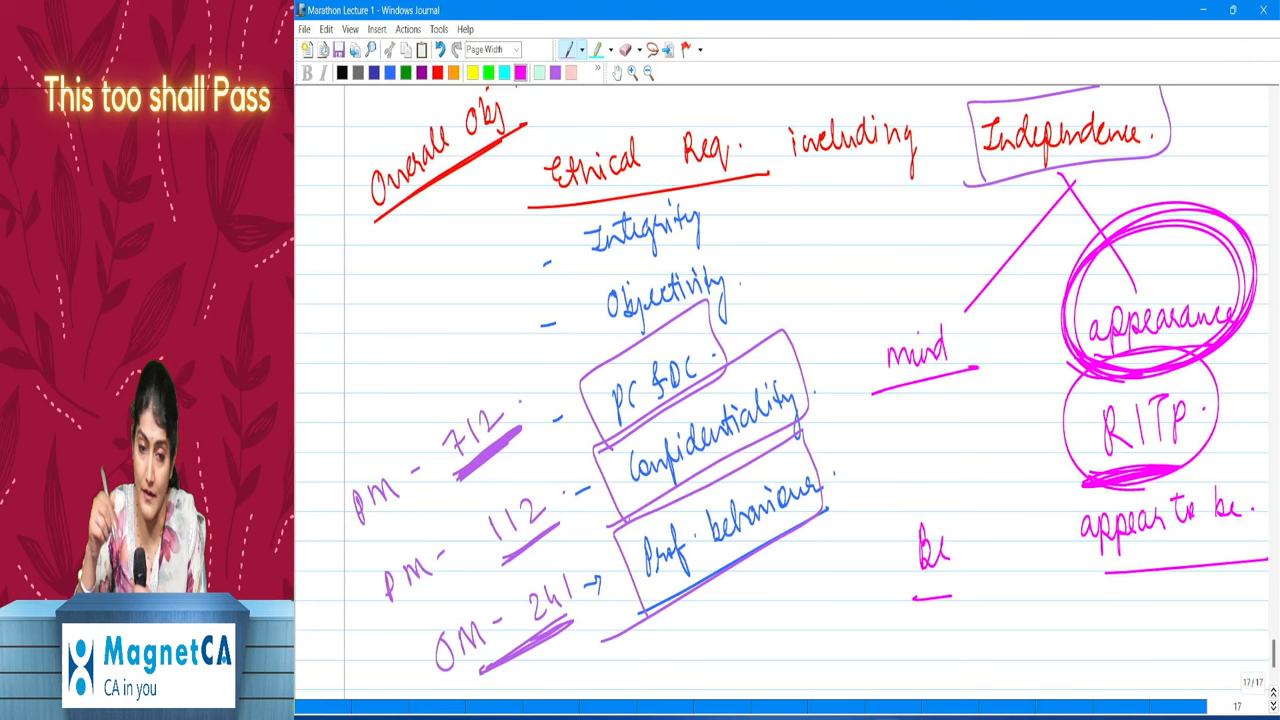 Marathon Lecture 1 - Windows Journal
File Edit View Insert Actions Tools Help
Page Width
B I
This too shall Pass
Overall Obj.
Ethical Req. including Independence.
- Integrity
- Objectivity.
PM - 712. - PC & DC.
PM - 112. - Confidentiality.
OM - 241 → Prof. behaviour.
mind
appearance
RITP.
Be
appear to be.
MagnetCA
CA in you
17/17
17